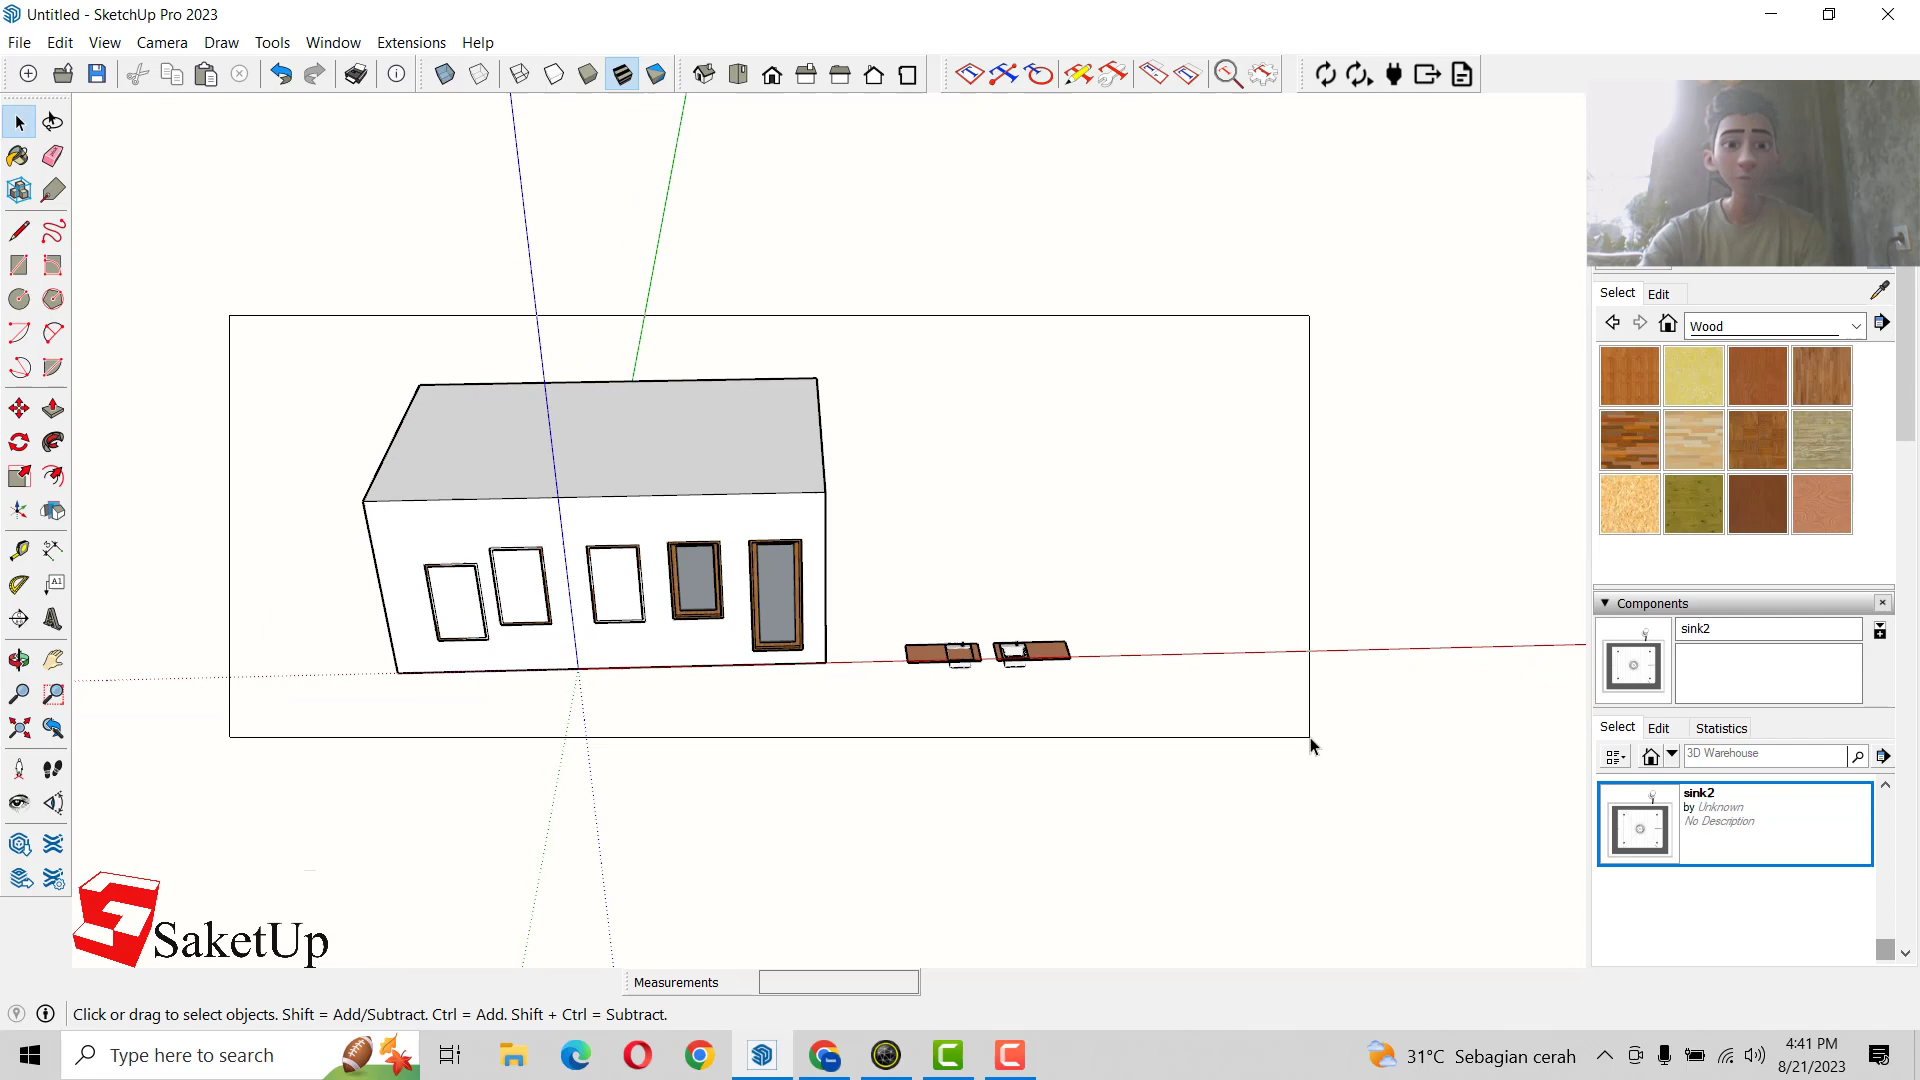 Untitled - SketchUp Pro 2023
File Edit View Camera Draw Tools Window Extensions Help
Select Edit
Wood
Components
sink2
Select Edit Statistics
3D Warehouse
sink2
by Unknown
No Description
A1
SaketUp
Measurements
Click or drag to select objects. Shift = Add/Subtract. Ctrl = Add. Shift + Ctrl = Subtract.
Type here to search
31°C Sebagian cerah
4:41 PM
8/21/2023